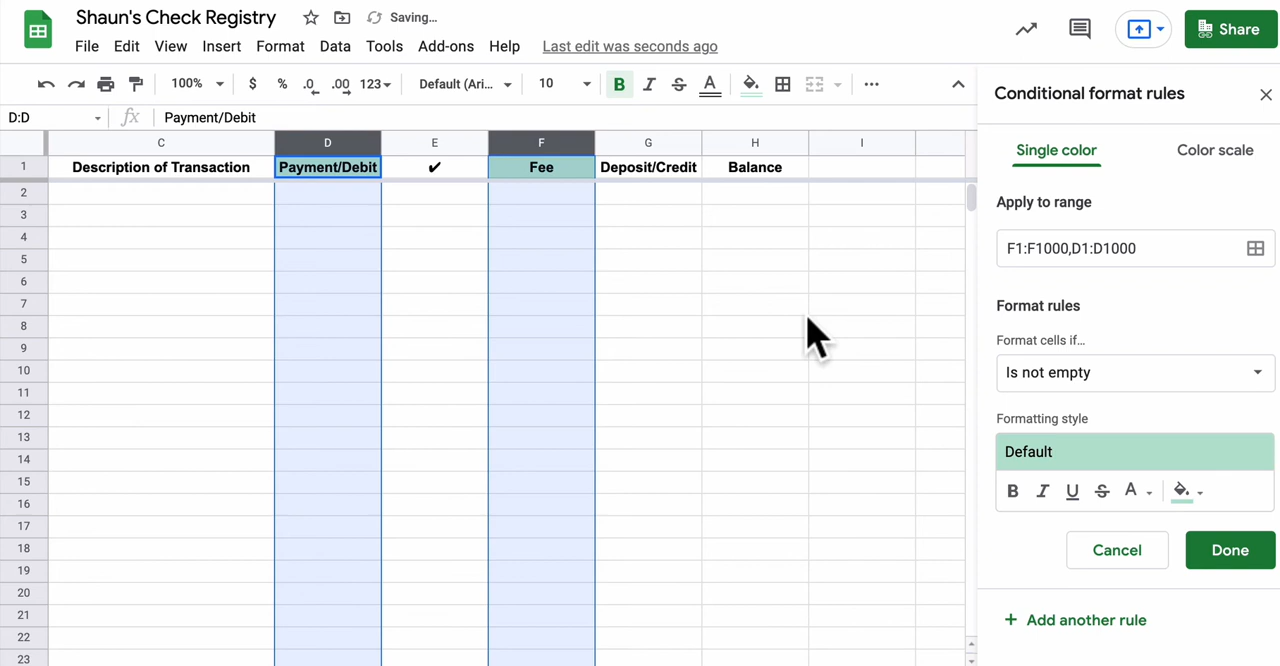 Shaun's Check Registry
Saving...
File Edit View Insert Format Data Tools Add-ons Help Last edit was seconds ago
Share
100% $ % .0 .00 123 Default (Ari... 10 B I S A
D:D fx Payment/Debit
C D E F G H I
1 Description of Transaction Payment/Debit ✔ Fee Deposit/Credit Balance
2
3
4
5
6
7
8
9
10
11
12
13
14
15
16
17
18
19
20
21
22
23
Conditional format rules
Single color Color scale
Apply to range
F1:F1000,D1:D1000
Format rules
Format cells if…
Is not empty
Formatting style
Default
B I U S A
Cancel Done
+ Add another rule